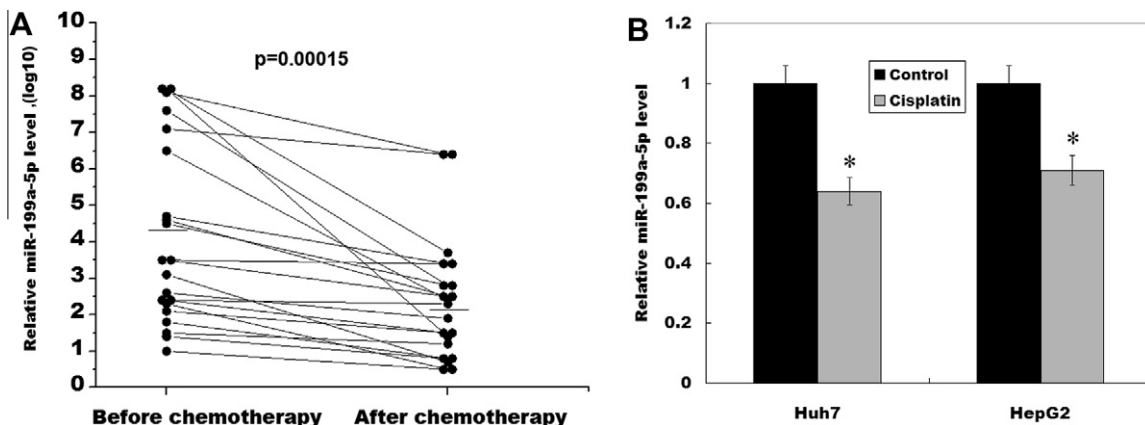 A
Relative miR-199a-5p level ,(log10)
10
9
8
7
6
5
4
3
2
1
0
p=0.00015
Before chemotherapy
After chemotherapy
B
Relative miR-199a-5p level
1.2
1
0.8
0.6
0.4
0.2
0
Control
Cisplatin
*
*
Huh7
HepG2